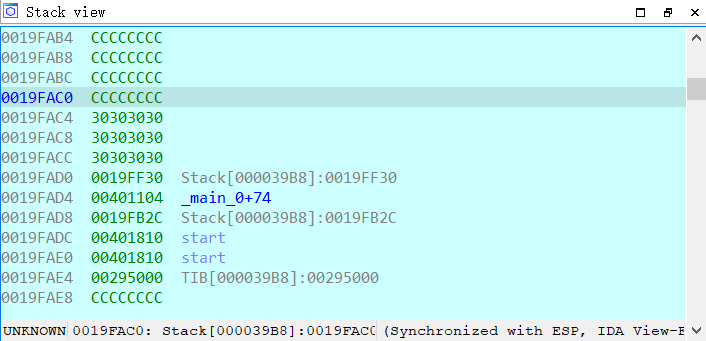 Stack view
0019FAB4 CCCCCCCC
0019FAB8 CCCCCCCC
0019FABC CCCCCCCC
0019FAC0 CCCCCCCC
0019FAC4 30303030
0019FAC8 30303030
0019FACC 30303030
0019FAD0 0019FF30 Stack[000039B8]:0019FF30
0019FAD4 00401104 _main_0+74
0019FAD8 0019FB2C Stack[000039B8]:0019FB2C
0019FADC 00401810 start
0019FAE0 00401810 start
0019FAE4 00295000 TIB[000039B8]:00295000
0019FAE8 CCCCCCCC
UNKNOWN 0019FAC0: Stack[000039B8]:0019FAC0 (Synchronized with ESP, IDA View-E